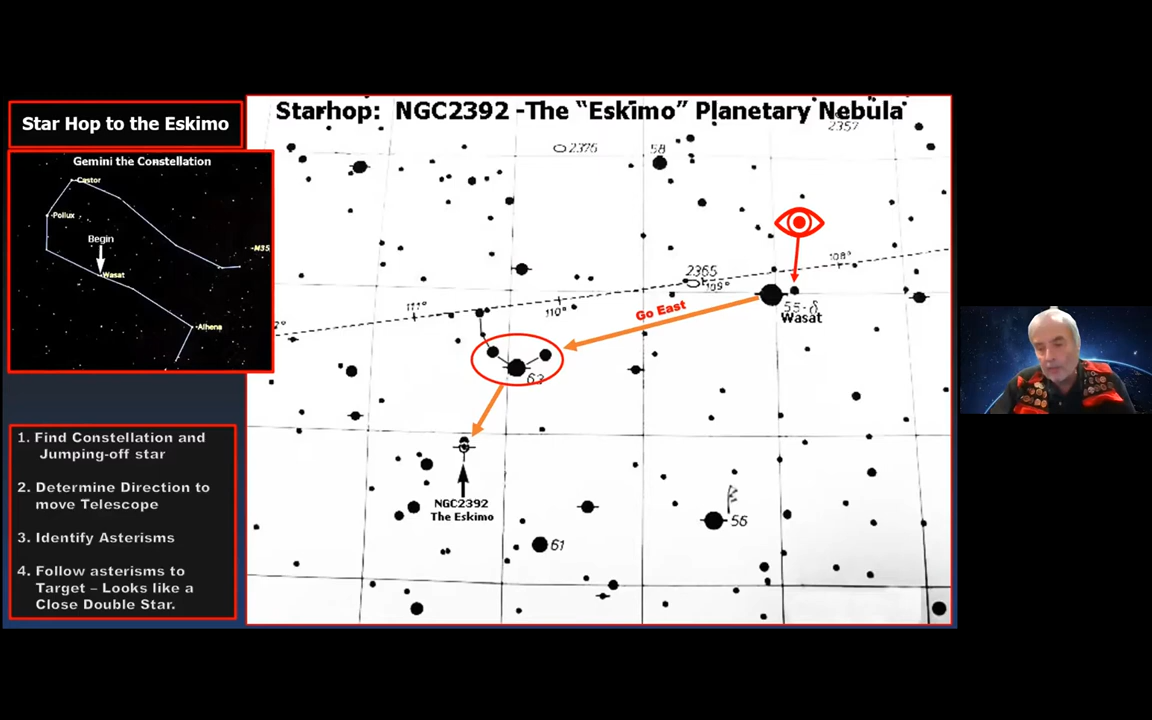 Star Hop to the Eskimo
Gemini the Constellation
Castor
Pollux
Begin
Wasat
M35
Alhena
1. Find Constellation and
Jumping-off star
2. Determine Direction to
move Telescope
3. Identify Asterisms
4. Follow asterisms to
Target – Looks like a
Close Double Star.
Starhop: NGC2392 -The “Eskimo” Planetary Nebula
2357
2375
58
108°
2365
109°
55-δ
Wasat
Go East
110°
111°
2°
63
NGC2392
The Eskimo
56
61